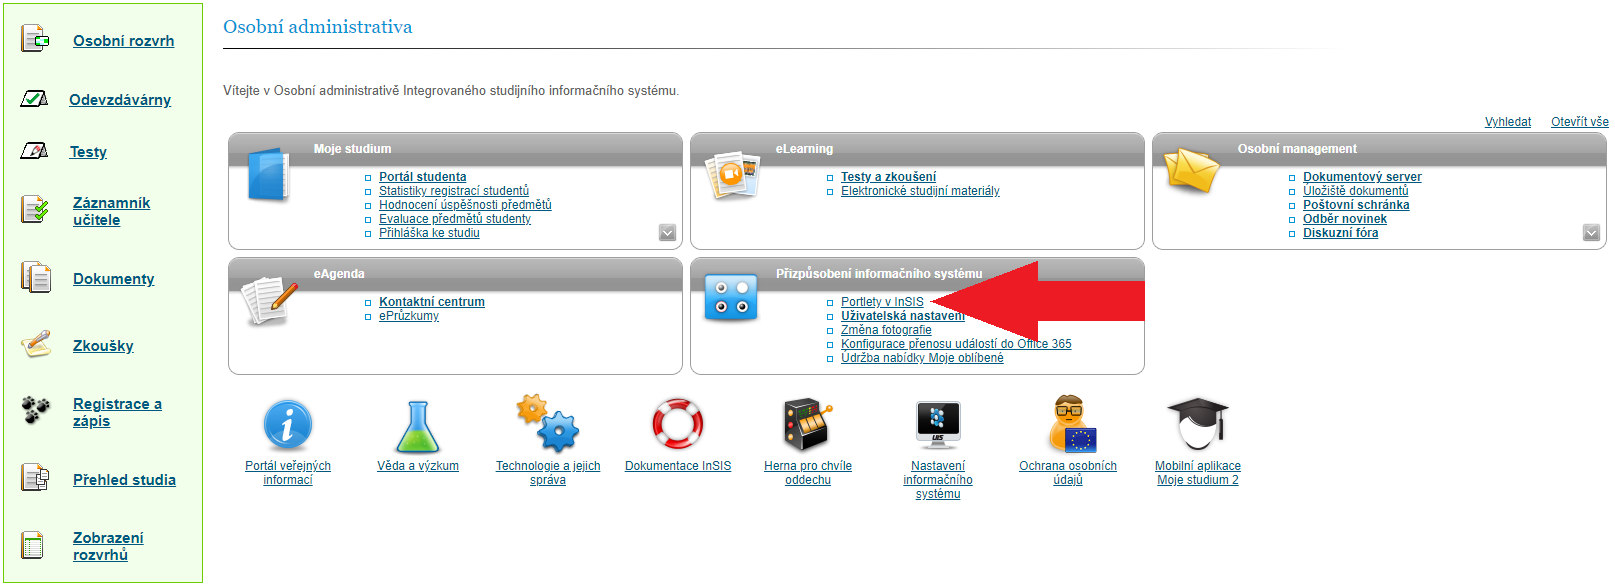 Osobní rozvrh
Odevzdávárny
Testy
Záznamník
učitele
Dokumenty
Zkoušky
Registrace a
zápis
Přehled studia
Zobrazení
rozvrhů
Osobní administrativa
Vítejte v Osobní administrativě Integrovaného studijního informačního systému.
Vyhledat Otevřít vše
Moje studium
Portál studenta
Statistiky registrací studentů
Hodnocení úspěšnosti předmětů
Evaluace předmětů studenty
Přihláška ke studiu
eLearning
Testy a zkoušení
Elektronické studijní materiály
Osobní management
Dokumentový server
Úložiště dokumentů
Poštovní schránka
Odběr novinek
Diskuzní fóra
eAgenda
Kontaktní centrum
ePrůzkumy
Přizpůsobení informačního systému
Portlety v InSIS
Uživatelská nastavení
Změna fotografie
Konfigurace přenosu událostí do Office 365
Údržba nabídky Moje oblíbené
Portál veřejných
informací
Věda a výzkum
Technologie a jejich
správa
Dokumentace InSIS
Herna pro chvíle
oddechu
UIS
Nastavení
informačního
systému
Ochrana osobních
údajů
Mobilní aplikace
Moje studium 2